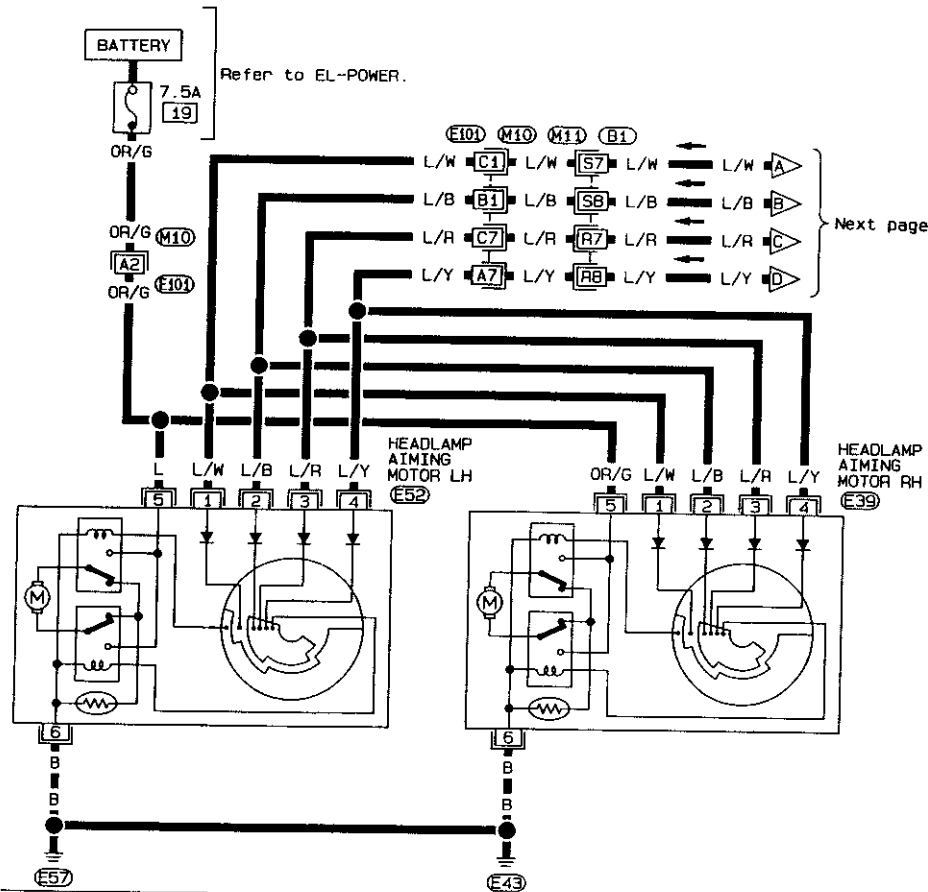 BATTERY
Refer to EL-POWER.
7.5A
19
OR/G
E101 M10 M11 B1
L/W C1 L/W S7 L/W L/W A
L/B B1 L/B S8 L/B L/B B
L/R C7 L/R R7 L/R L/R C
L/Y A7 L/Y R8 L/Y L/Y D
Next page
OR/G M10
A2
OR/G E101
HEADLAMP
AIMING
MOTOR LH
E52
L L/W L/B L/R L/Y
5 1 2 3 4
HEADLAMP
AIMING
MOTOR RH
E39
OR/G L/W L/B L/R L/Y
5 1 2 3 4
M
M
6
6
B
B
B
B
E57
E43